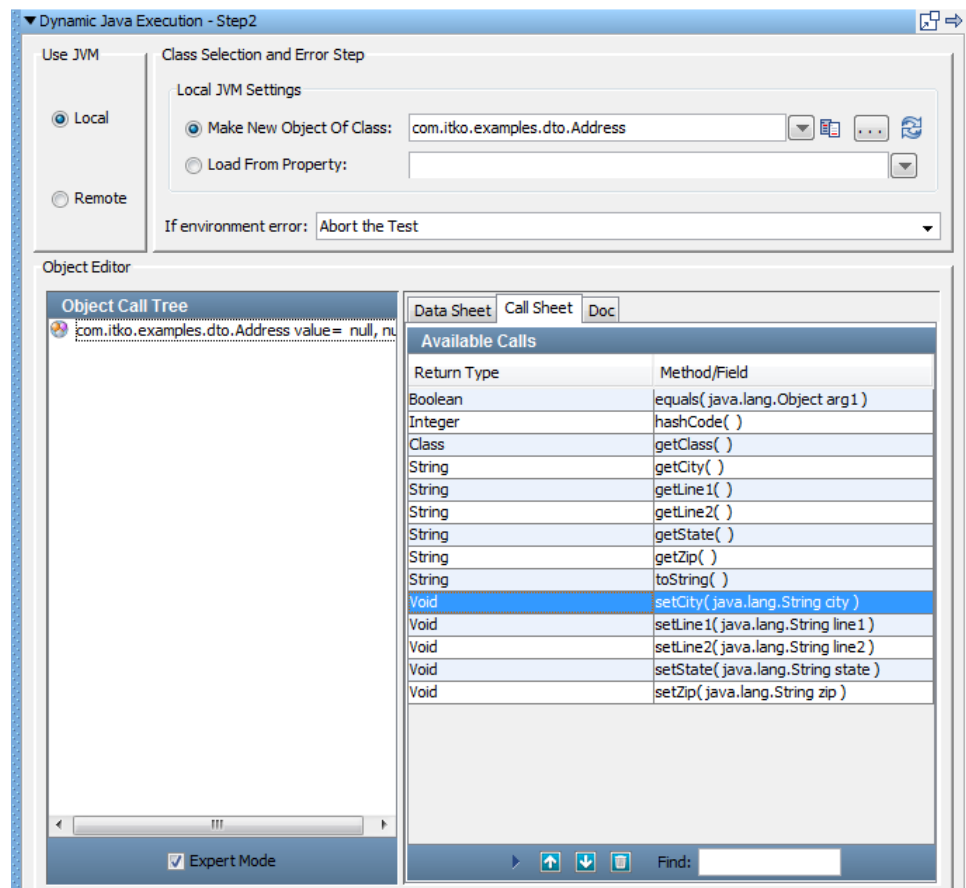 Dynamic Java Execution - Step2
Use JVM
Class Selection and Error Step
Local JVM Settings
Local
Make New Object Of Class: com.itko.examples.dto.Address ...
Load From Property:
Remote
If environment error: Abort the Test
Object Editor
Object Call Tree
com.itko.examples.dto.Address value= null, nu
Data Sheet Call Sheet Doc
Available Calls
Return Type Method/Field
Boolean equals( java.lang.Object arg1 )
Integer hashCode( )
Class getClass( )
String getCity( )
String getLine1( )
String getLine2( )
String getState( )
String getZip( )
String toString( )
Void setCity( java.lang.String city )
Void setLine1( java.lang.String line1 )
Void setLine2( java.lang.String line2 )
Void setState( java.lang.String state )
Void setZip( java.lang.String zip )
Expert Mode
Find: